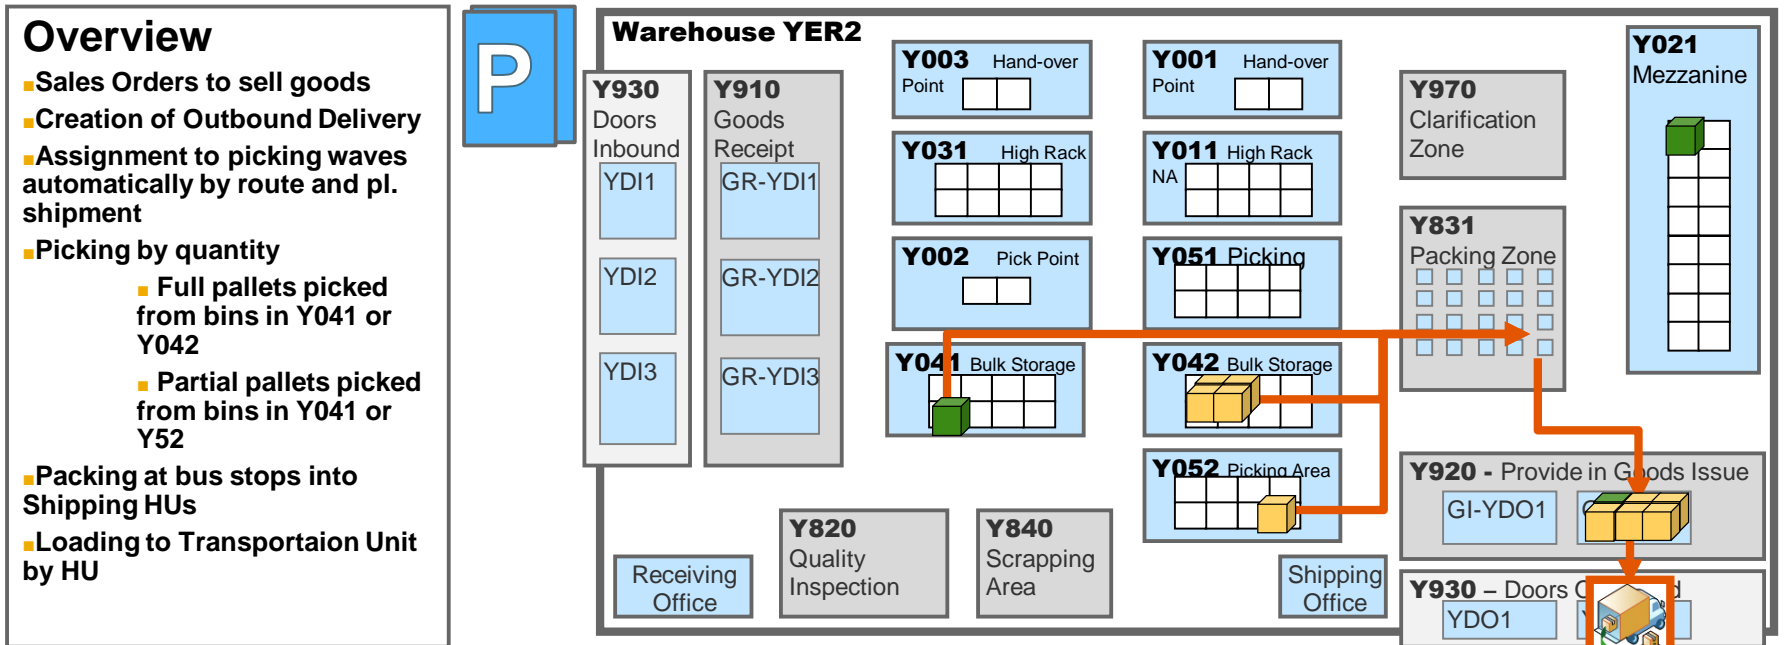 Overview
■Sales Orders to sell goods
■Creation of Outbound Delivery
■Assignment to picking waves
automatically by route and pl.
shipment
■Picking by quantity
■ Full pallets picked
from bins in Y041 or
Y042
■ Partial pallets picked
from bins in Y041 or
Y52
■Packing at bus stops into
Shipping HUs
■Loading to Transportaion Unit
by HU
P
Warehouse YER2
Y930
Doors
Inbound
YDI1
YDI2
YDI3
Y910
Goods
Receipt
GR-YDI1
GR-YDI2
GR-YDI3
Y003 Hand-over
Point
Y031 High Rack
Y002 Pick Point
Y041 Bulk Storage
Y001 Hand-over
Point
Y011 High Rack
NA
Y051 Picking
Y042 Bulk Storage
Y052 Picking Area
Y970
Clarification
Zone
Y831
Packing Zone
Y021
Mezzanine
Y920 - Provide in Goods Issue
GI-YDO1
Y930 – Doors
YDO1
Y820
Quality
Inspection
Y840
Scrapping
Area
Receiving
Office
Shipping
Office